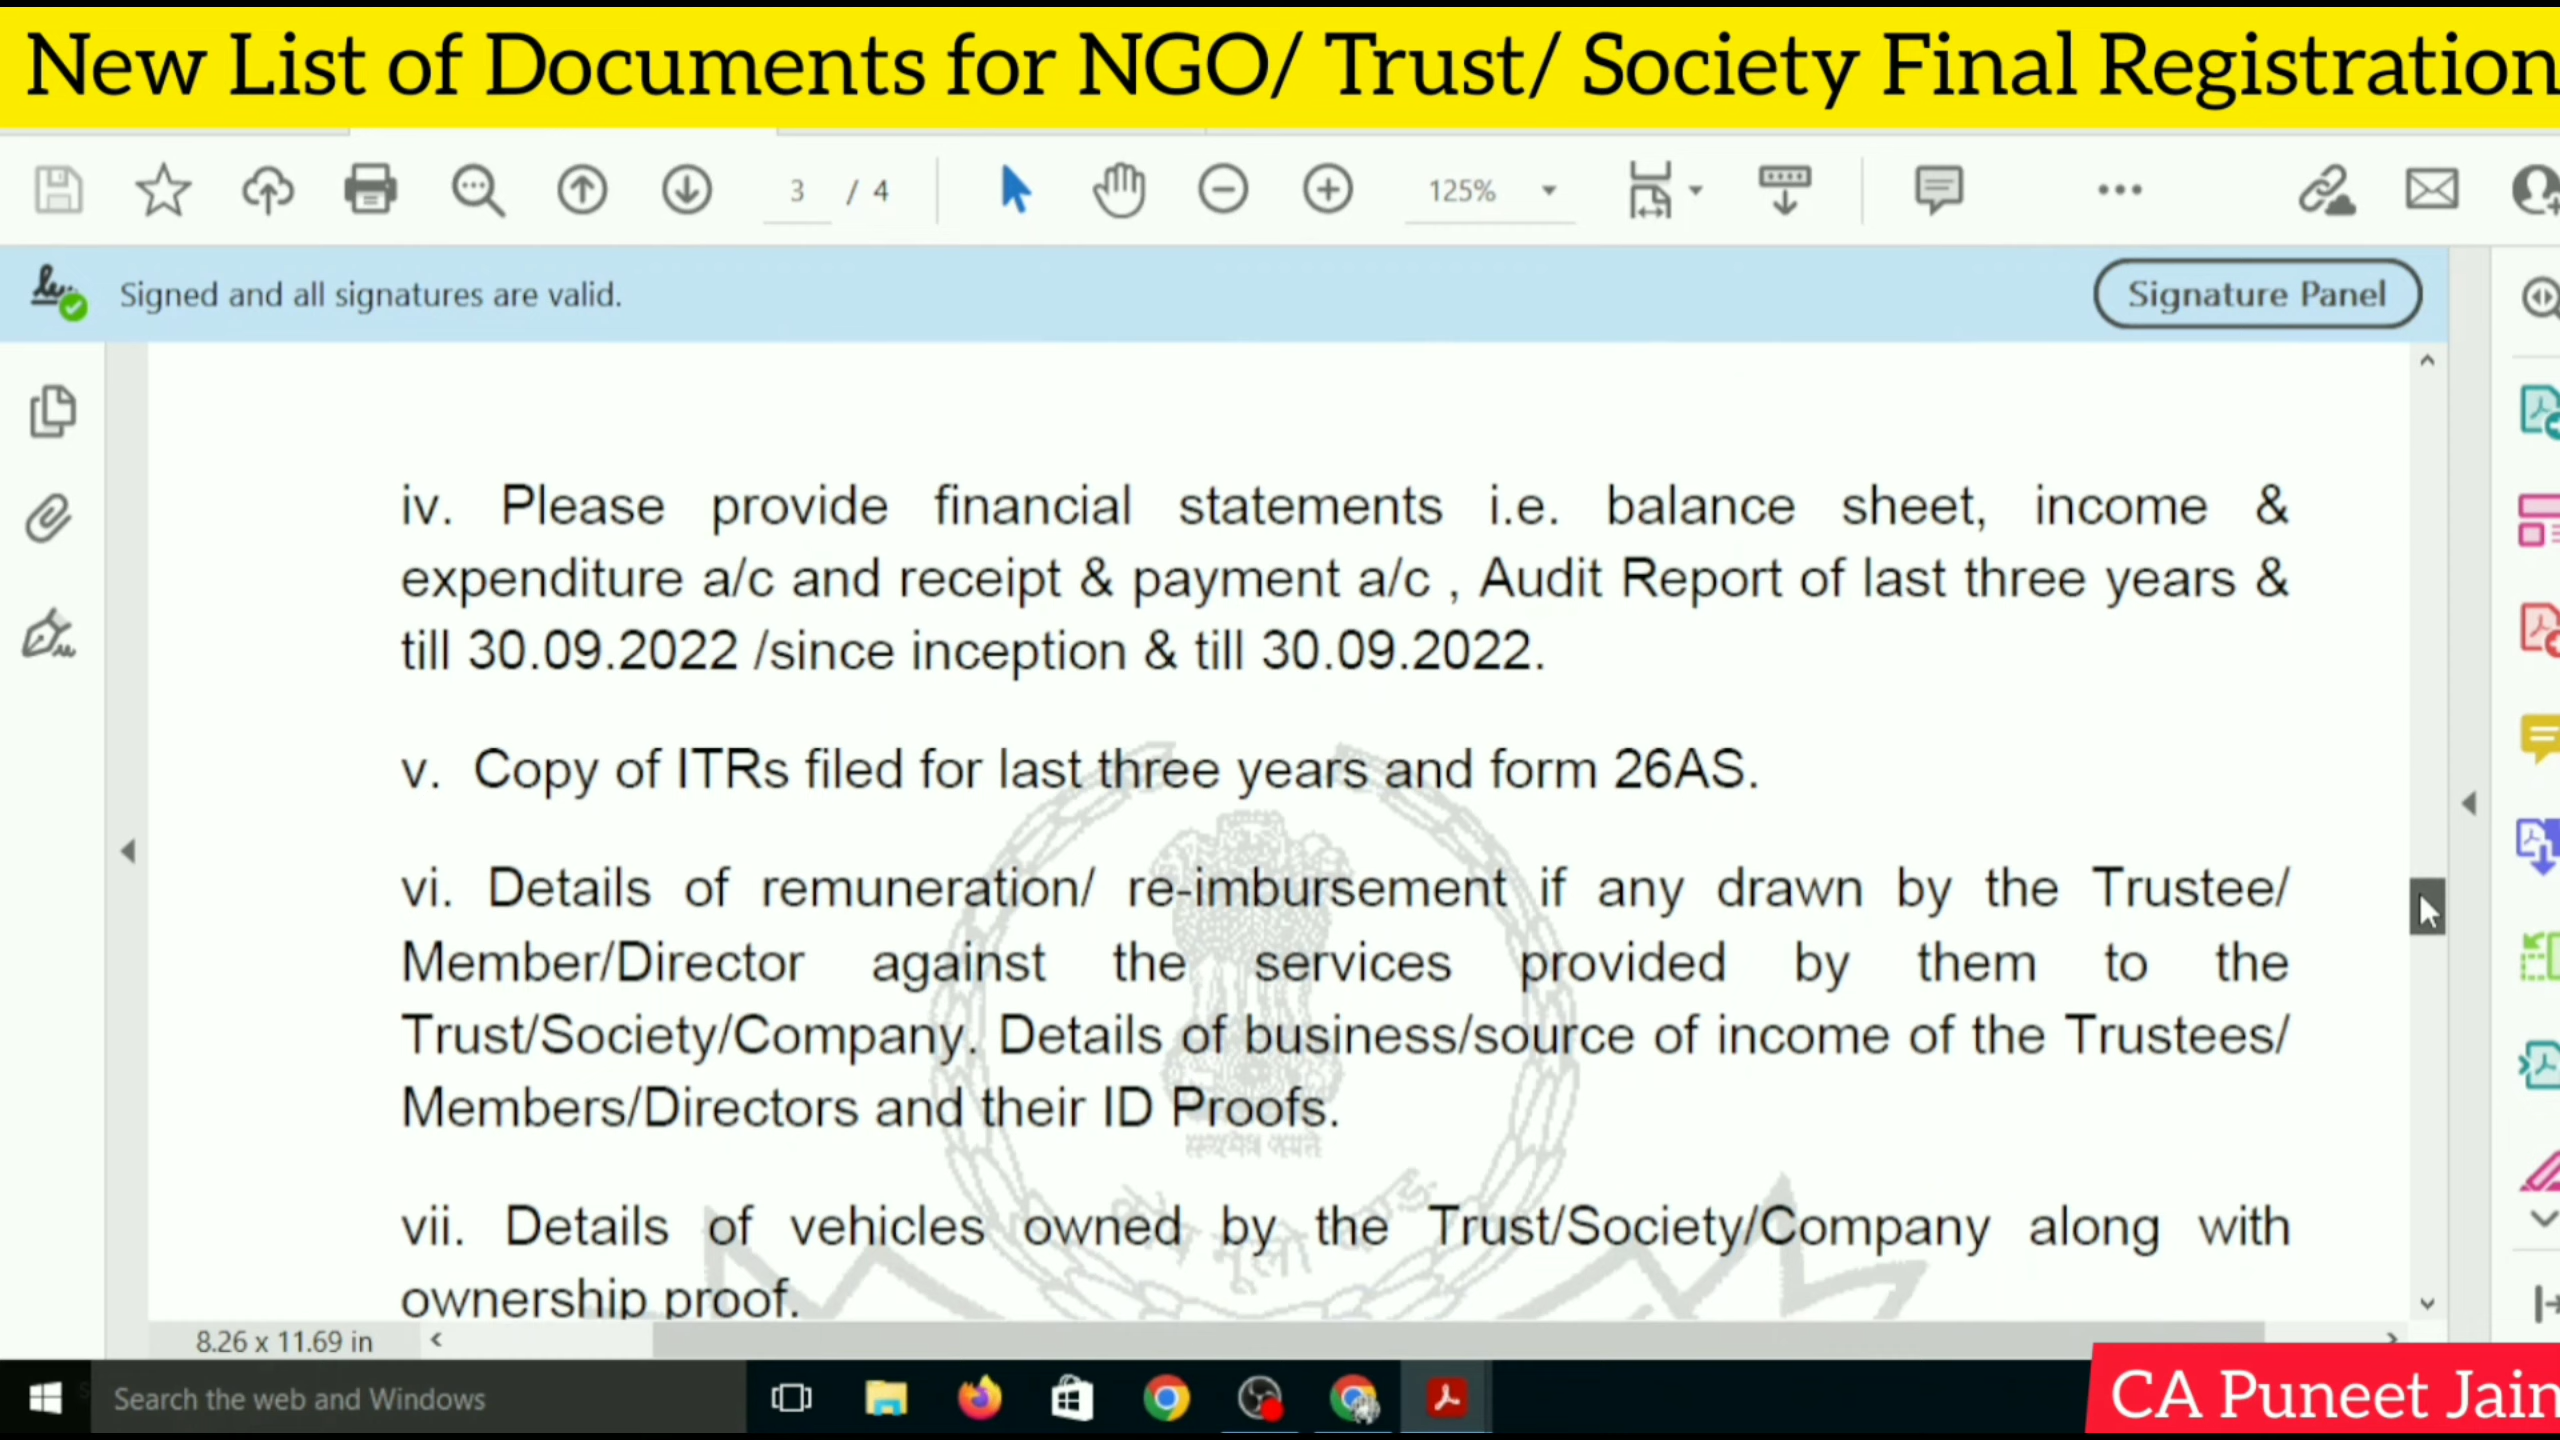 New List of Documents for NGO/ Trust/ Society Final Registration
3 / 4
125%
Signed and all signatures are valid.
Signature Panel
iv. Please provide financial statements i.e. balance sheet, income &
expenditure a/c and receipt & payment a/c , Audit Report of last three years &
till 30.09.2022 /since inception & till 30.09.2022.
v. Copy of ITRs filed for last three years and form 26AS.
vi. Details of remuneration/ re-imbursement if any drawn by the Trustee/
Member/Director against the services provided by them to the
Trust/Society/Company. Details of business/source of income of the Trustees/
Members/Directors and their ID Proofs.
सत्यमेव जयते
vii. Details of vehicles owned by the Trust/Society/Company along with
ownership proof.
8.26 x 11.69 in
Search the web and Windows
CA Puneet Jain